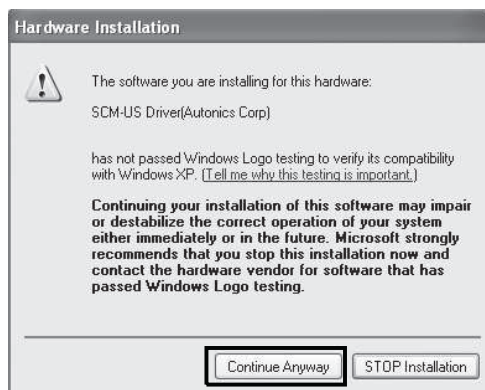 Hardware Installation
The software you are installing for this hardware:
SCM-US Driver(Autonics Corp)
has not passed Windows Logo testing to verify its compatibility
with Windows XP. (Tell me why this testing is important.)
Continuing your installation of this software may impair
or destabilize the correct operation of your system
either immediately or in the future. Microsoft strongly
recommends that you stop this installation now and
contact the hardware vendor for software that has
passed Windows Logo testing.
Continue Anyway
STOP Installation